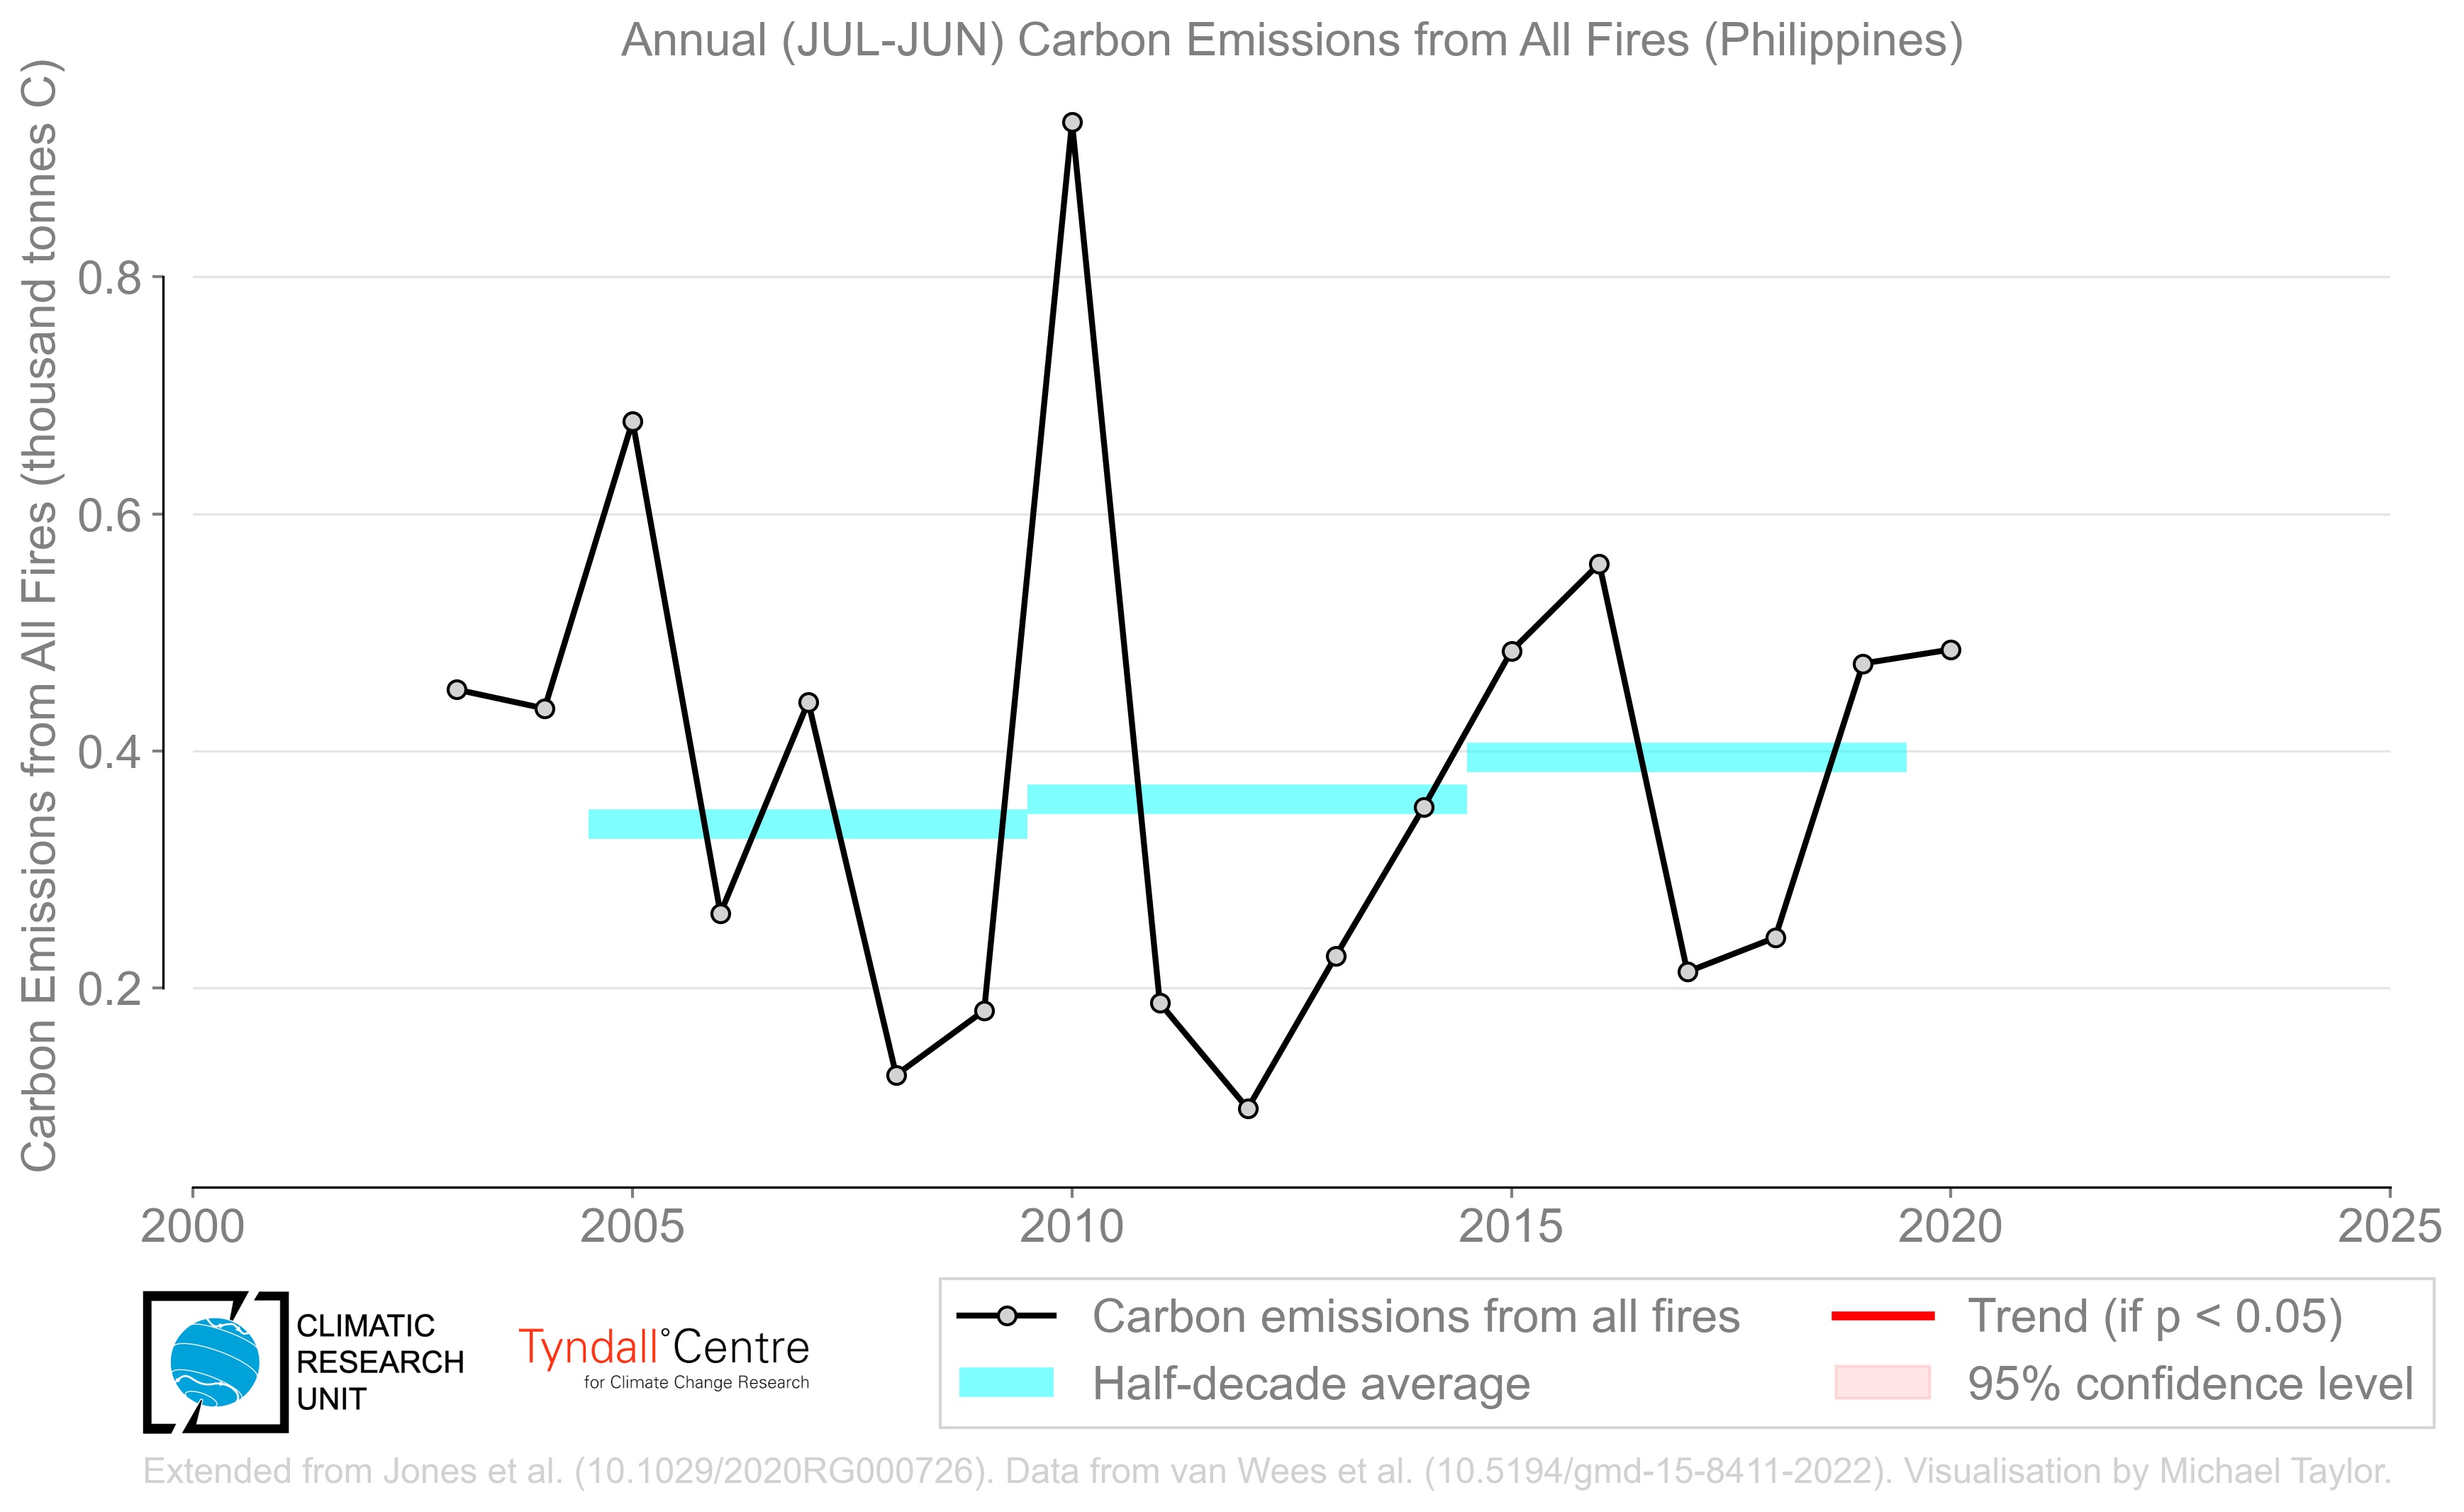 Annual (JUL-JUN) Carbon Emissions from All Fires (Philippines)
Carbon Emissions from All Fires (thousand tonnes C)
0.8
0.6
0.4
0.2
2000 2005 2010 2015 2020 2025
CLIMATIC
RESEARCH
UNIT
Tyndall°Centre
for Climate Change Research
Carbon emissions from all fires
Half-decade average
Trend (if p < 0.05)
95% confidence level
Extended from Jones et al. (10.1029/2020RG000726). Data from van Wees et al. (10.5194/gmd-15-8411-2022). Visualisation by Michael Taylor.